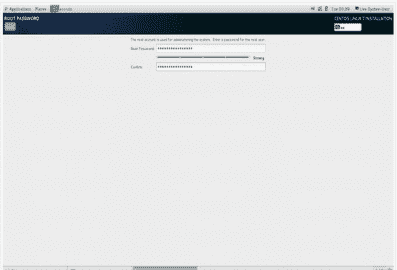 Applications Places
Live System User
ROOT PASSWORD
CENTOS LINUX 7 INSTALLATION
The root account is used for administering the system. Enter a password for the root user.
Root Password
Strong
Confirm